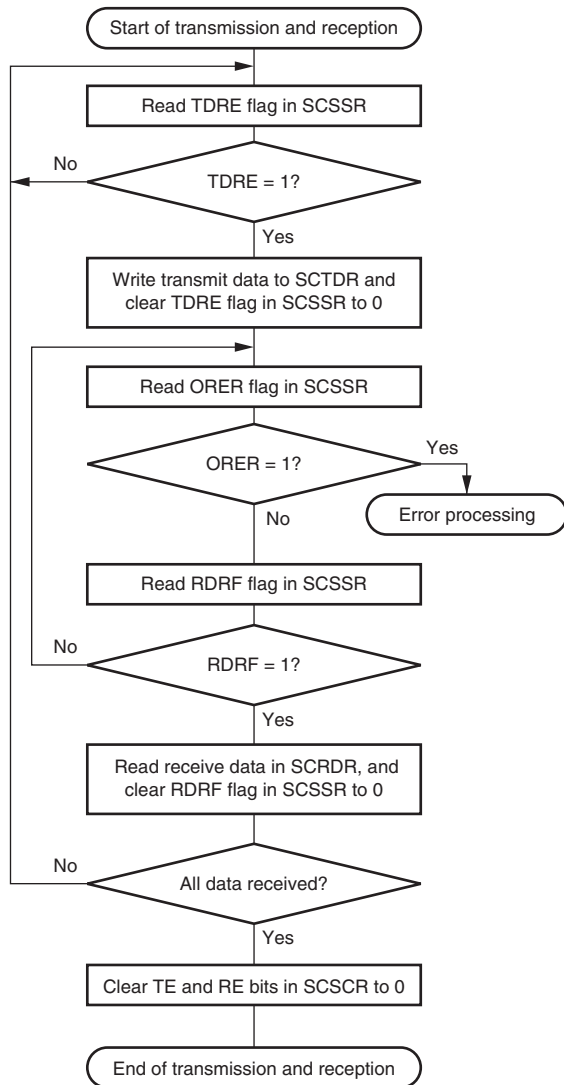 Start of transmission and reception
Read TDRE flag in SCSSR
No
TDRE = 1?
Yes
Write transmit data to SCTDR and
clear TDRE flag in SCSSR to 0
Read ORER flag in SCSSR
Yes
ORER = 1?
No
Error processing
Read RDRF flag in SCSSR
No
RDRF = 1?
Yes
Read receive data in SCRDR, and
clear RDRF flag in SCSSR to 0
No
All data received?
Yes
Clear TE and RE bits in SCSCR to 0
End of transmission and reception